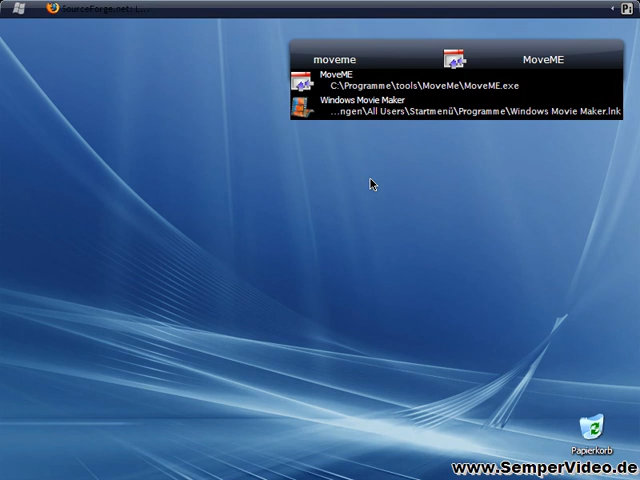 SourceForge.net: L...
moveme
MoveME
MoveME
C:\Programme\tools\MoveMe\MoveME.exe
Windows Movie Maker
...ngen\All Users\Startmenü\Programme\Windows Movie Maker.lnk
Papierkorb
www.SemperVideo.de